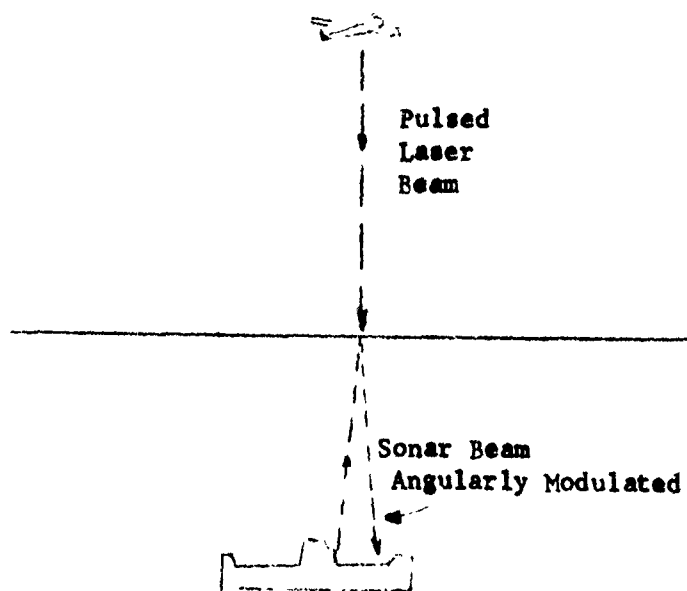 Pulsed
Laser
Beam
Sonar Beam
Angularly Modulated